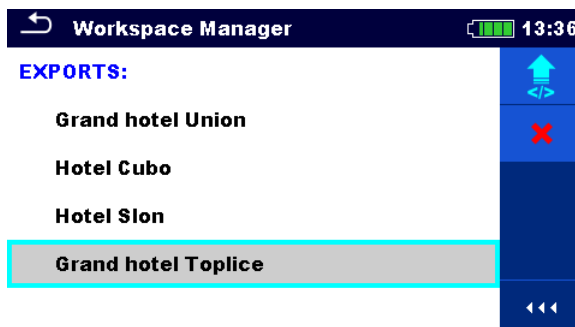 Workspace Manager 13:36
EXPORTS:
</>
Grand hotel Union
Hotel Cubo
Hotel Slon
Grand hotel Toplice